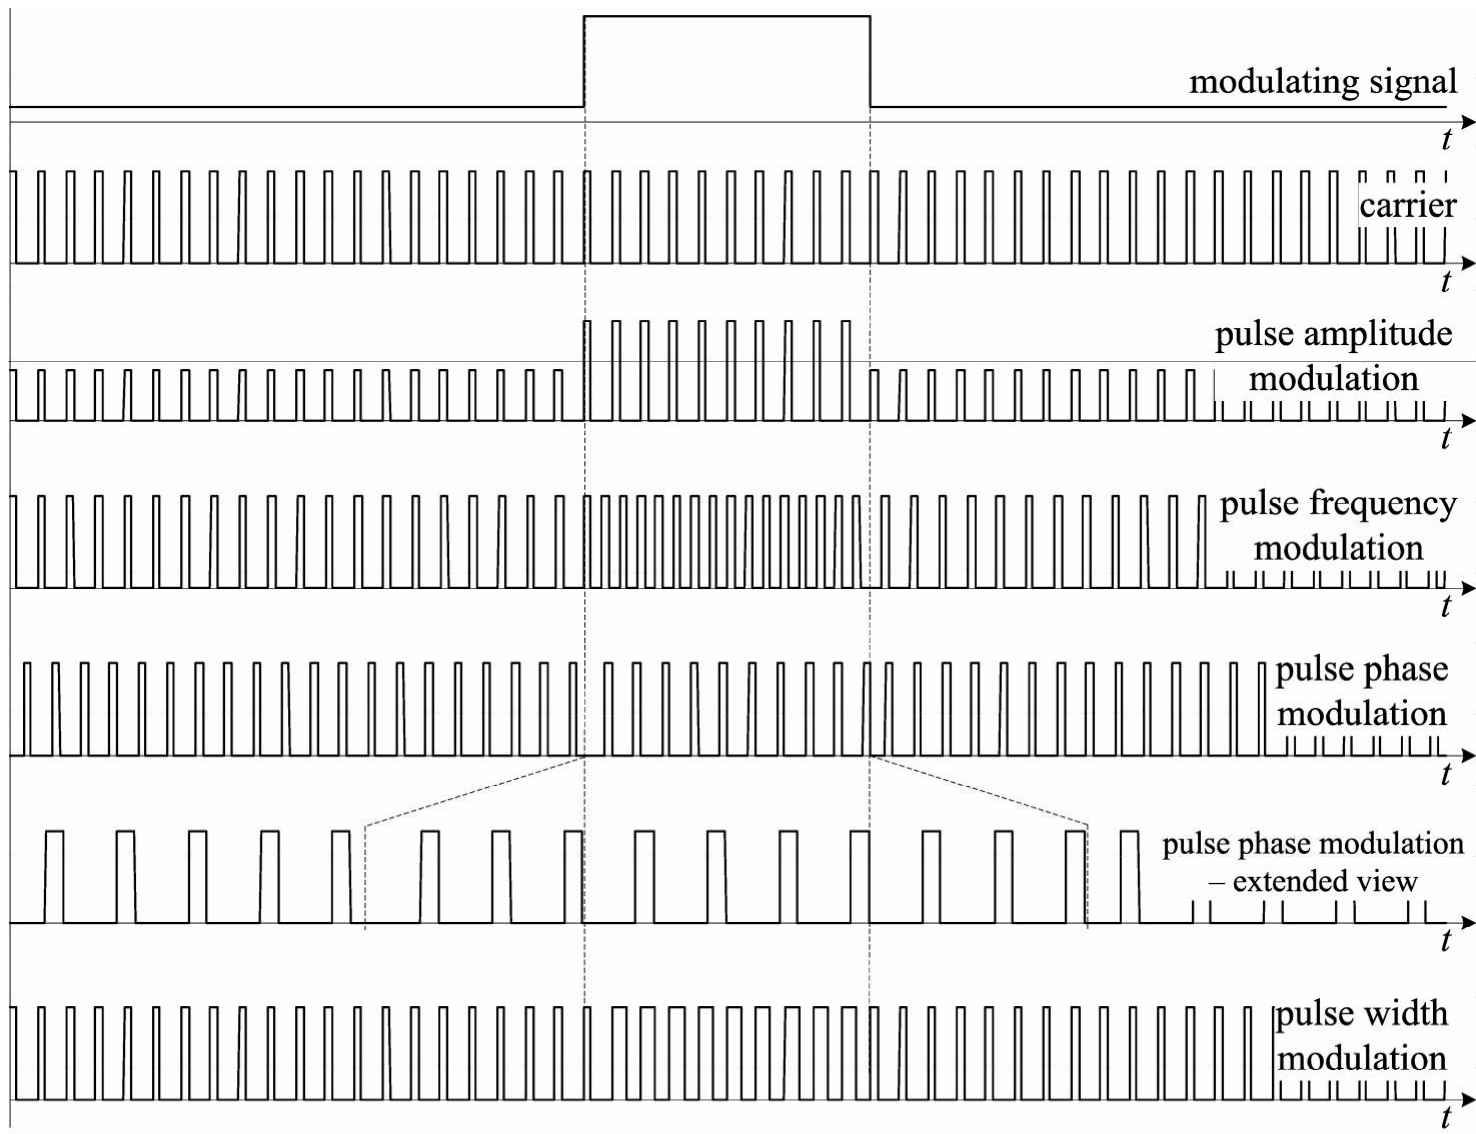 modulating signal
t
carrier
t
pulse amplitude
modulation
t
pulse frequency
modulation
t
pulse phase
modulation
t
pulse phase modulation
– extended view
t
pulse width
modulation
t